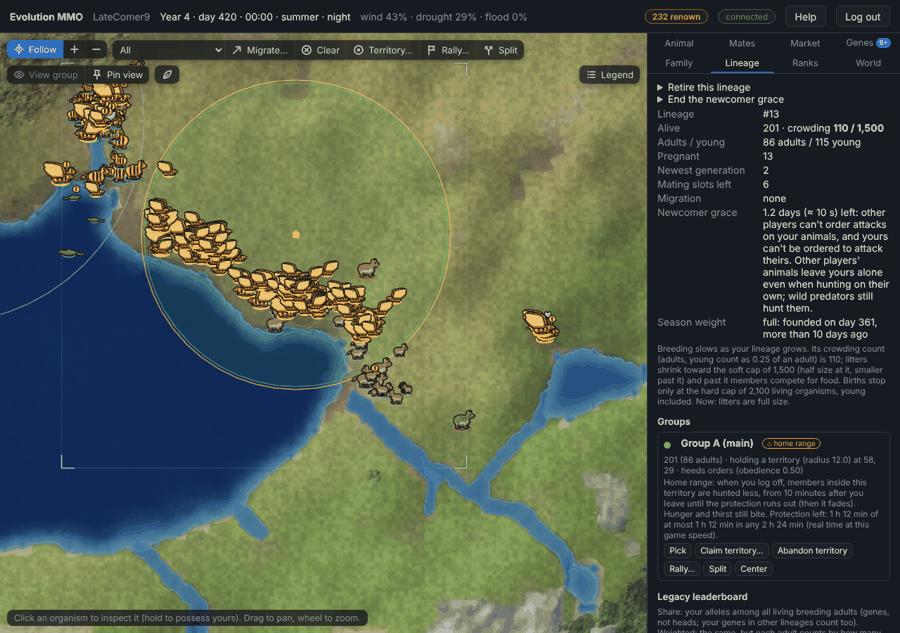 Evolution MMO LateComer9 Year 4 · day 420 · 00:00 · summer · night wind 43% · drought 29% · flood 0% 232 renown connected Help Log out
Follow + − All Migrate... Clear Territory... Rally... Split
View group Pin view Legend
Click an organism to inspect it (hold to possess yours). Drag to pan, wheel to zoom.
Animal Mates Market Genes 9+
Family Lineage Ranks World
▶ Retire this lineage
▶ End the newcomer grace
Lineage #13
Alive 201 · crowding 110 / 1,500
Adults / young 86 adults / 115 young
Pregnant 13
Newest generation 2
Mating slots left 6
Migration none
Newcomer grace 1.2 days (≈ 10 s) left: other
players can't order attacks
on your animals, and yours
can't be ordered to attack
theirs. Other players'
animals leave yours alone
even when hunting on their
own; wild predators still
hunt them.
Season weight full: founded on day 361,
more than 10 days ago
Breeding slows as your lineage grows. Its crowding count
(adults, young count as 0.25 of an adult) is 110; litters
shrink toward the soft cap of 1,500 (half size at it, smaller
past it) and past it members compete for food. Births stop
only at the hard cap of 2,100 living organisms, young
included. Now: litters are full size.
Groups
Group A (main) ⌂ home range
201 (86 adults) · holding a territory (radius 12.0) at 58,
29 · heeds orders (obedience 0.50)
Home range: when you log off, members inside this
territory are hunted less, from 10 minutes after you
leave until the protection runs out (then it fades).
Hunger and thirst still bite. Protection left: 1 h 12 min of
at most 1 h 12 min in any 2 h 24 min (real time at this
game speed).
Pick Claim territory... Abandon territory
Rally... Split Center
Legacy leaderboard
Share: your alleles among all living breeding adults (genes,
not heads; your genes in other lineages count too).
Weighted: the same, but each adult counts by how many